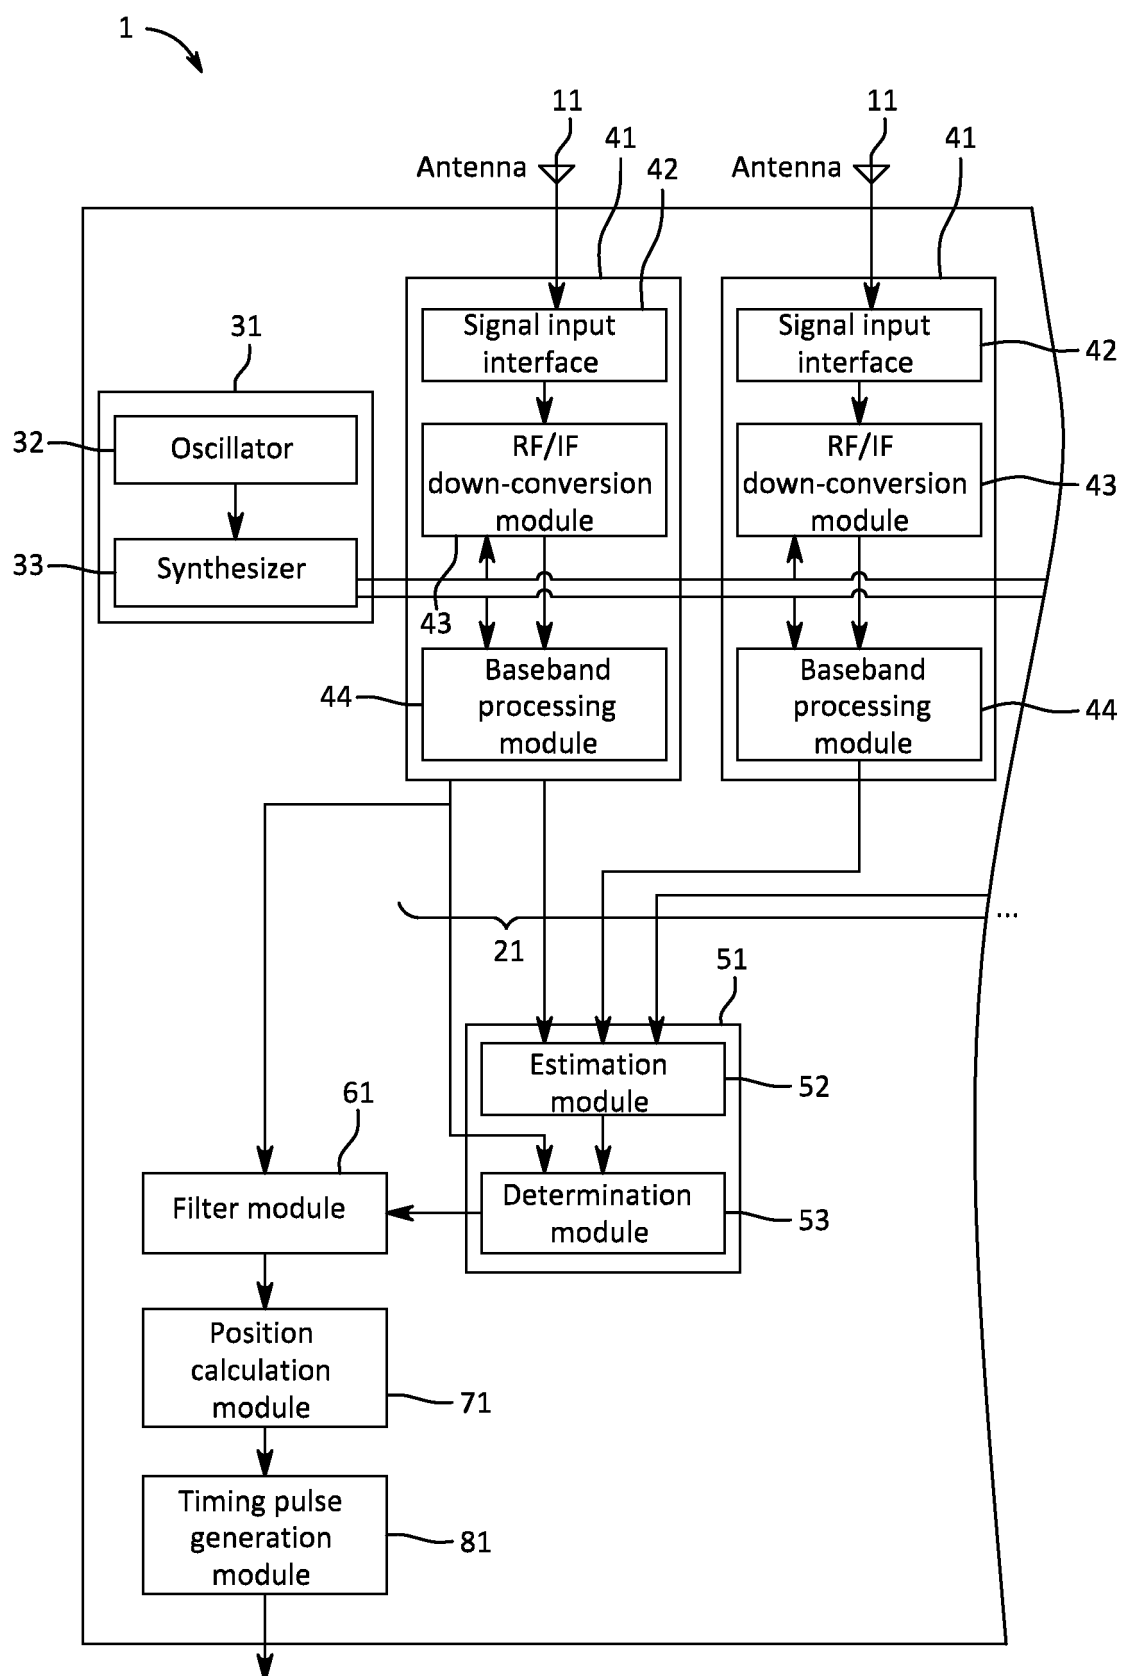 1
11
11
41
41
Antenna
42
Antenna
31
Signal input
interface
Signal input
interface
42
32
Oscillator
RF/IF
down-conversion
module
RF/IF
down-conversion
module
43
33
Synthesizer
43
44
Baseband
processing
module
Baseband
processing
module
44
...
21
51
Estimation
module
52
61
Filter module
Determination
module
53
Position
calculation
module
71
Timing pulse
generation
module
81